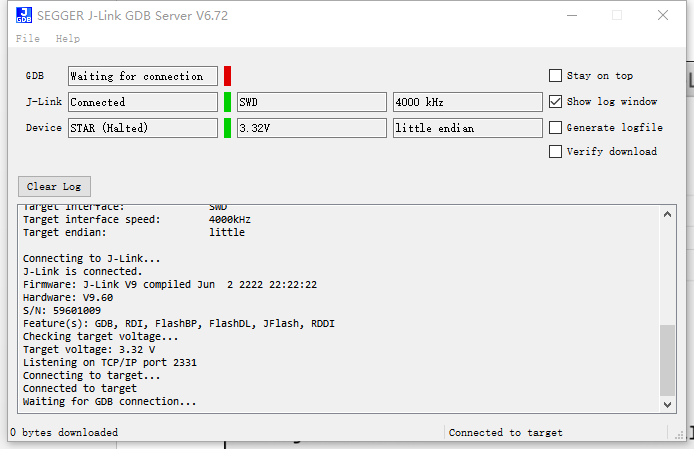 SEGGER J-Link GDB Server V6.72
File Help
GDB Waiting for connection Stay on top
J-Link Connected SWD 4000 kHz Show log window
Device STAR (Halted) 3.32V little endian Generate logfile
Verify download
Clear Log
Target interface: SWD
Target interface speed: 4000kHz
Target endian: little
Connecting to J-Link...
J-Link is connected.
Firmware: J-Link V9 compiled Jun  2 2222 22:22:22
Hardware: V9.60
S/N: 59601009
Feature(s): GDB, RDI, FlashBP, FlashDL, JFlash, RDDI
Checking target voltage...
Target voltage: 3.32 V
Listening on TCP/IP port 2331
Connecting to target...
Connected to target
Waiting for GDB connection...
0 bytes downloaded Connected to target